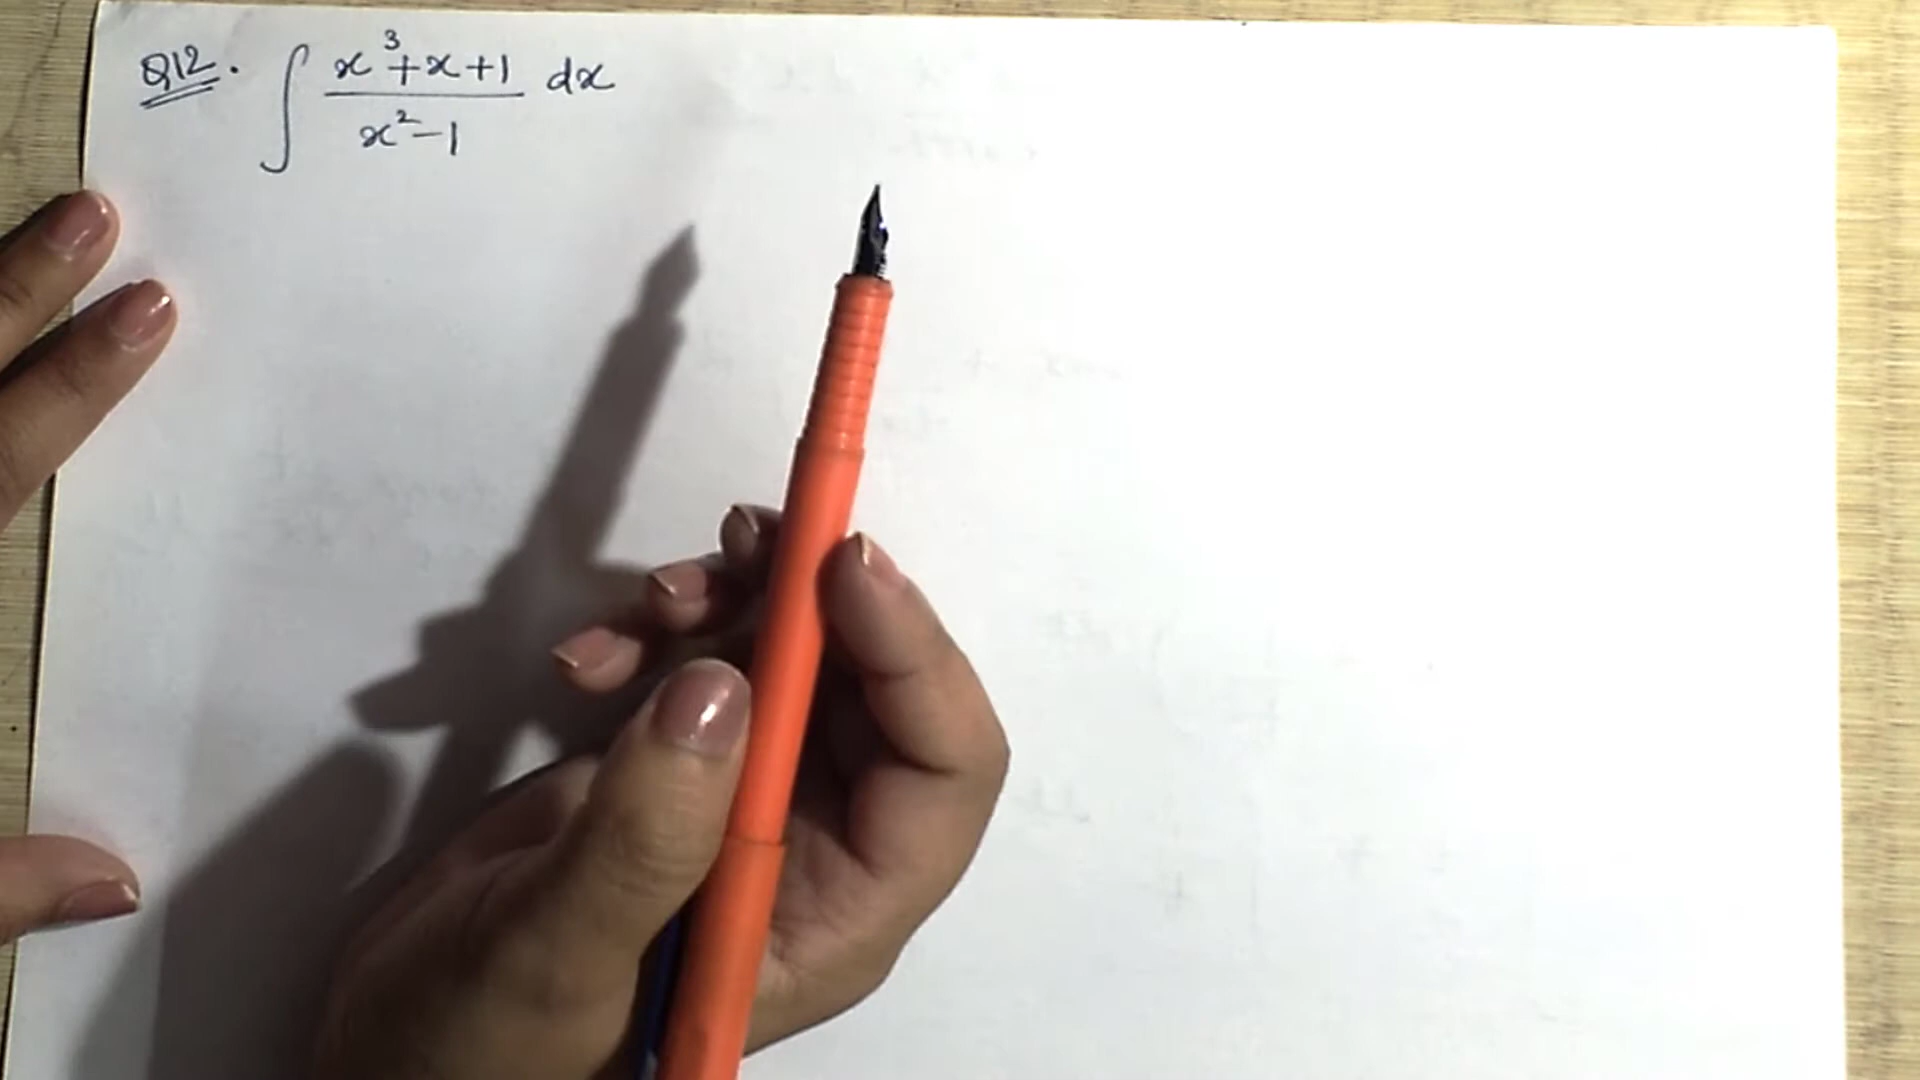 Q12. ∫ x³+x+1 / x²-1 dx